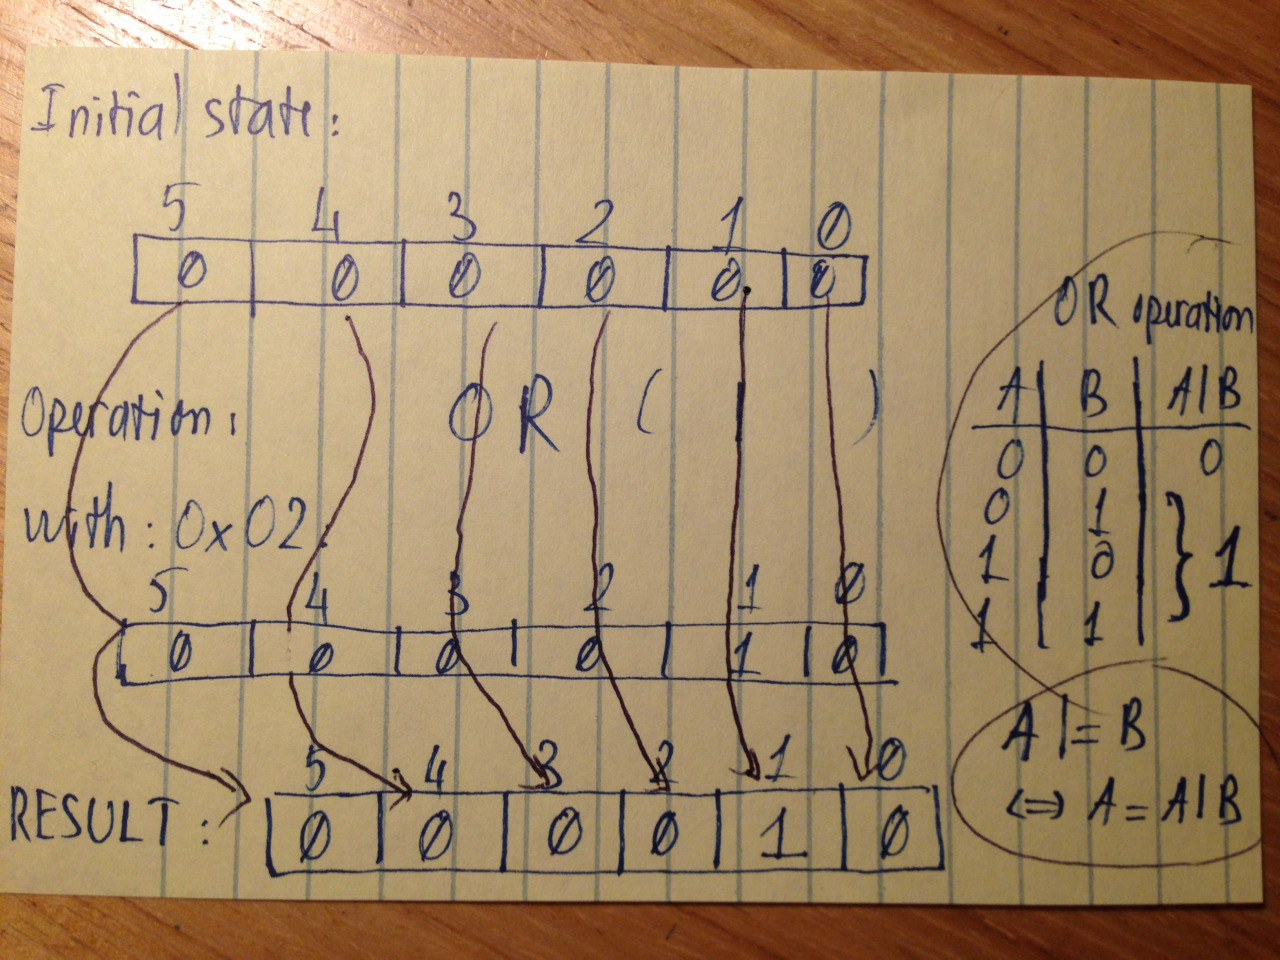 Initial state:
5 4 3 2 1 0
0 0 0 0 0 0
Operation: OR ( | )
with: 0x02
5 4 3 2 1 0
0 0 0 0 1 0
5 4 3 2 1 0
RESULT: 0 0 0 0 1 0
OR operation
A B A|B
0 0 0
0 1
1 0 } 1
1 1
A |= B
<=> A = A|B